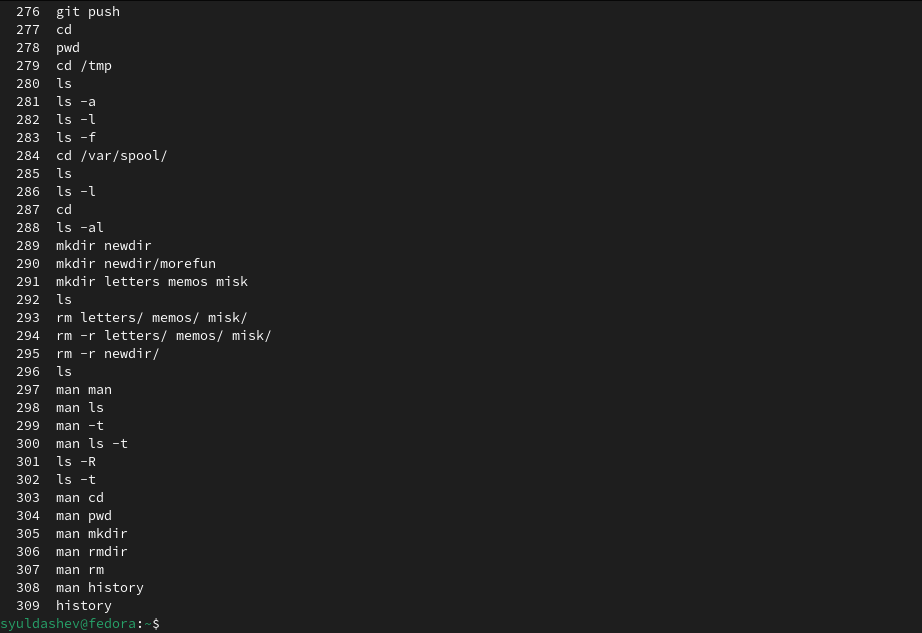 276 git push
277 cd
278 pwd
279 cd /tmp
280 ls
281 ls -a
282 ls -l
283 ls -f
284 cd /var/spool/
285 ls
286 ls -l
287 cd
288 ls -al
289 mkdir newdir
290 mkdir newdir/morefun
291 mkdir letters memos misk
292 ls
293 rm letters/ memos/ misk/
294 rm -r letters/ memos/ misk/
295 rm -r newdir/
296 ls
297 man man
298 man ls
299 man -t
300 man ls -t
301 ls -R
302 ls -t
303 man cd
304 man pwd
305 man mkdir
306 man rmdir
307 man rm
308 man history
309 history
syuldashev@fedora:~$